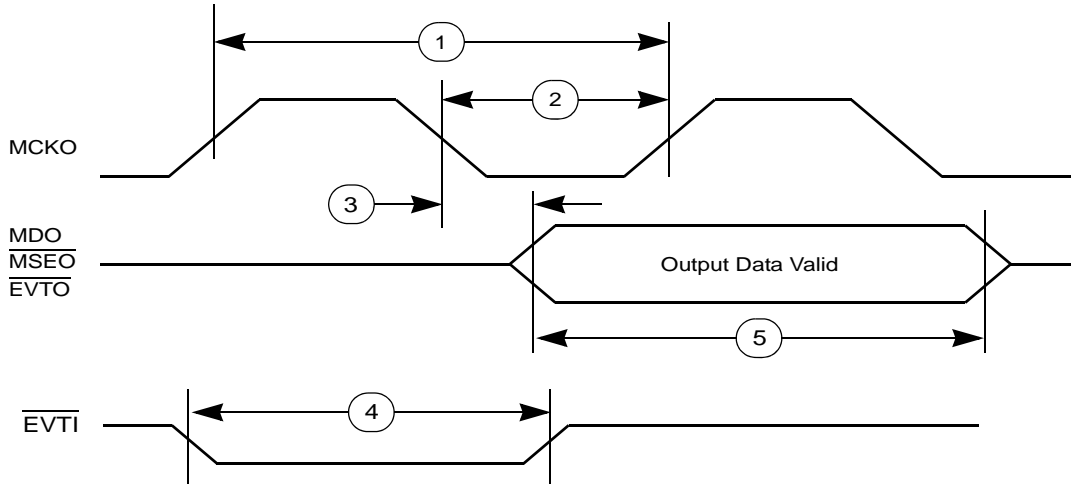 1
2
MCKO
3
MDO
MSEO
EVTO
Output Data Valid
5
4
EVTI